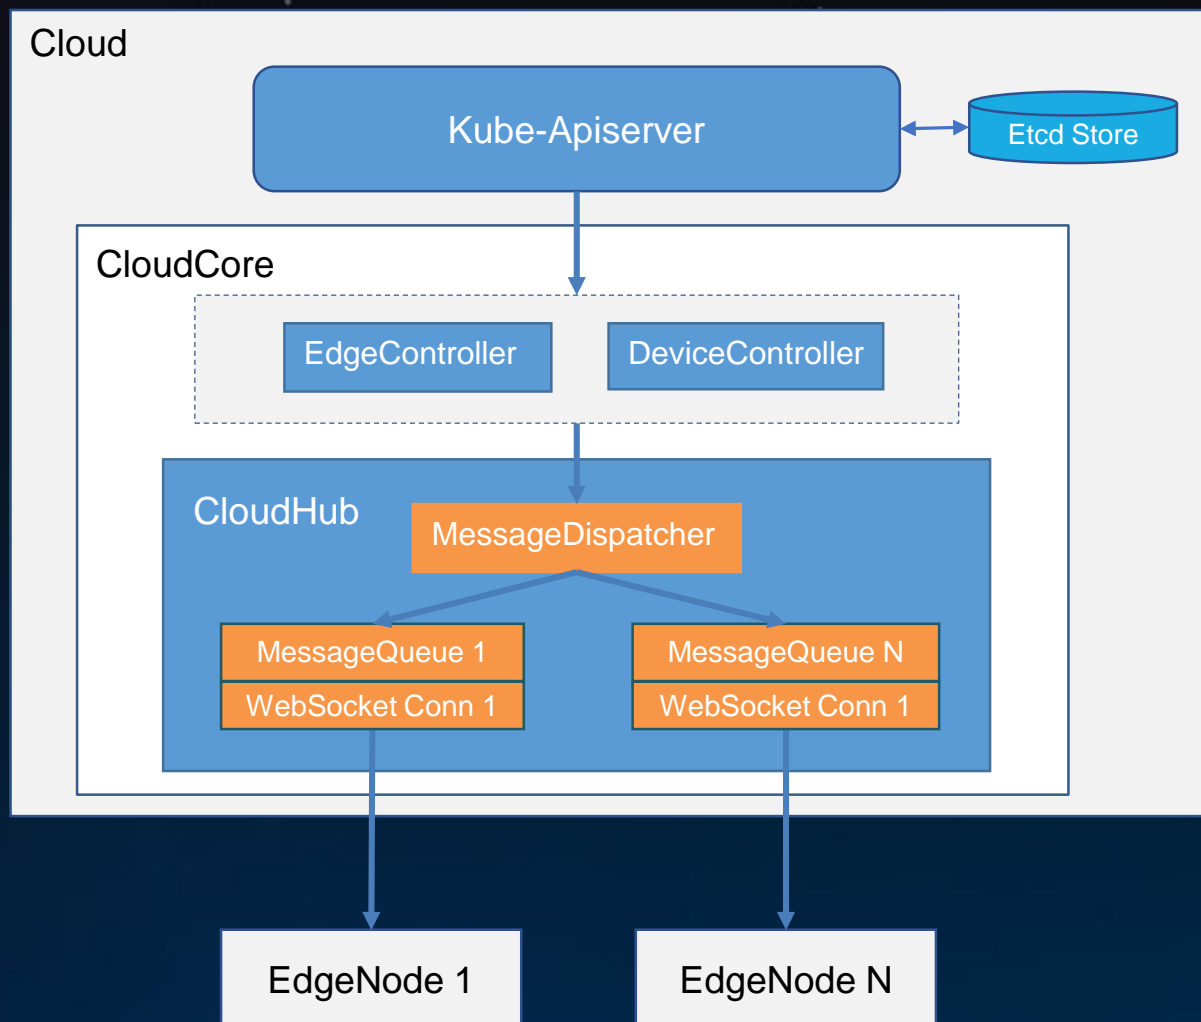 Cloud
Kube-Apiserver
Etcd Store
CloudCore
EdgeController
DeviceController
CloudHub
MessageDispatcher
MessageQueue 1
MessageQueue N
WebSocket Conn 1
WebSocket Conn 1
EdgeNode 1
EdgeNode N